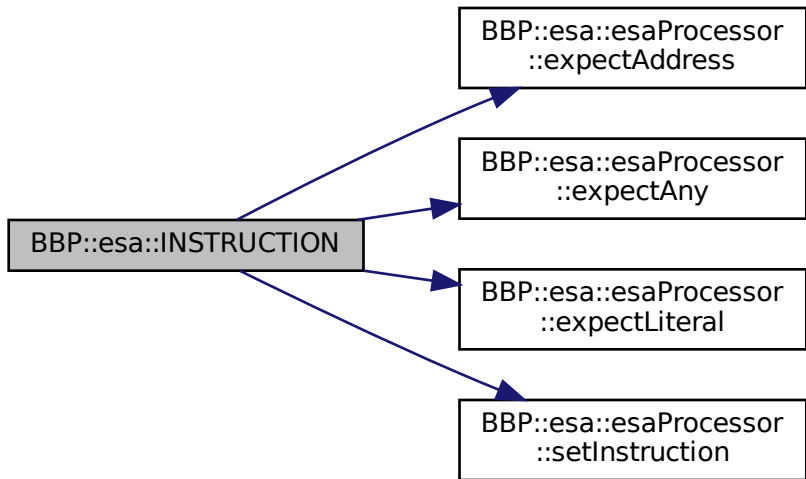 BBP::esa::esaProcessor
::expectAddress
BBP::esa::esaProcessor
::expectAny
BBP::esa::INSTRUCTION
BBP::esa::esaProcessor
::expectLiteral
BBP::esa::esaProcessor
::setInstruction